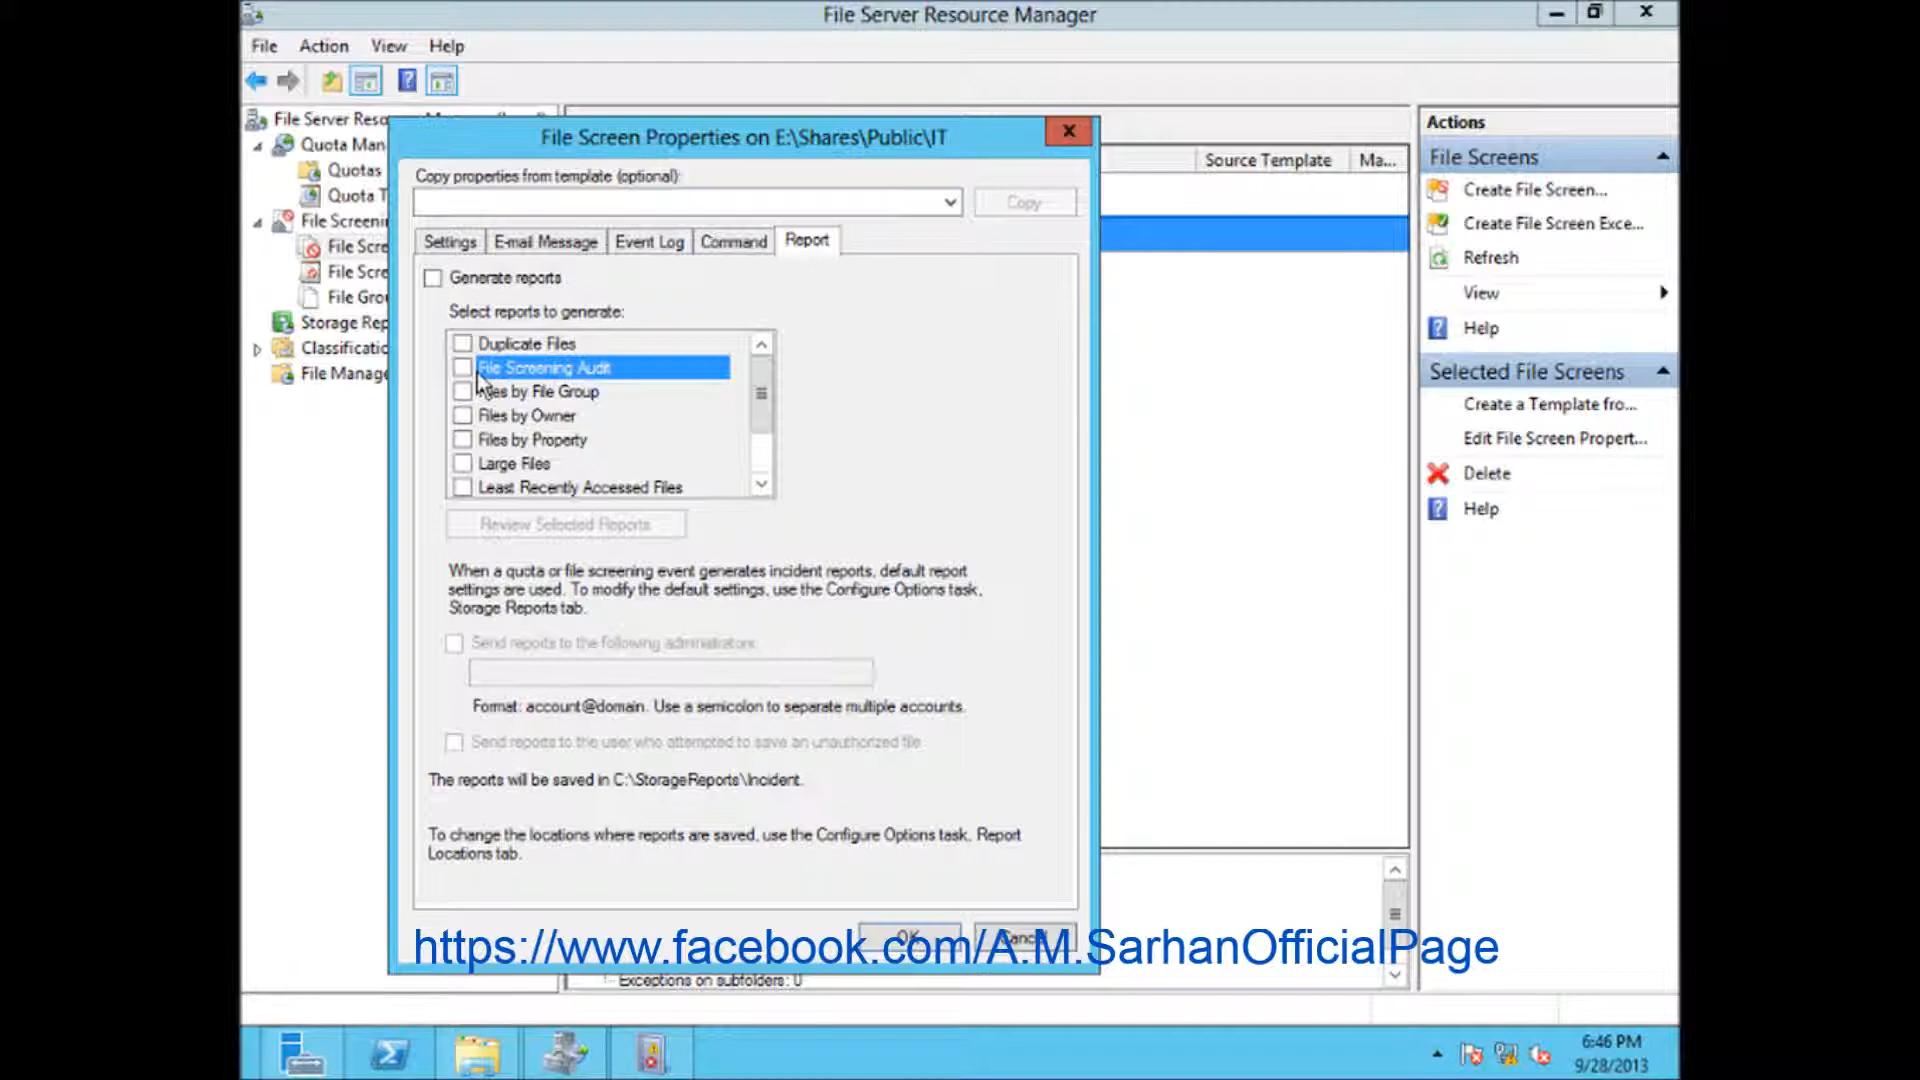 File Server Resource Manager
File Action View Help
File Server Reso
Quota Man
Quotas
Quota T
File Screenin
File Scre
File Scre
File Grou
Storage Rep
Classificatio
File Manage
File Screen Properties on E:\Shares\Public\IT
Copy properties from template (optional):
Copy
Settings E-mail Message Event Log Command Report
Generate reports
Select reports to generate:
Duplicate Files
File Screening Audit
Files by File Group
Files by Owner
Files by Property
Large Files
Least Recently Accessed Files
Review Selected Reports
When a quota or file screening event generates incident reports, default report
settings are used. To modify the default settings, use the Configure Options task,
Storage Reports tab.
Send reports to the following administrators:
Format: account@domain. Use a semicolon to separate multiple accounts.
Send reports to the user who attempted to save an unauthorized file
The reports will be saved in C:\StorageReports\Incident.
To change the locations where reports are saved, use the Configure Options task, Report
Locations tab.
OK Cancel
Source Template Ma...
Exceptions on subfolders: 0
Actions
File Screens
Create File Screen...
Create File Screen Exce...
Refresh
View
Help
Selected File Screens
Create a Template fro...
Edit File Screen Propert...
Delete
Help
https://www.facebook.com/A.M.SarhanOfficialPage
6:46 PM
9/28/2013